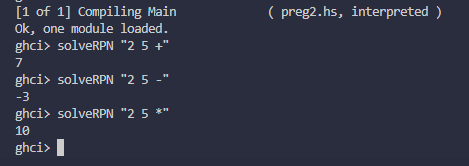 [1 of 1] Compiling Main             ( preg2.hs, interpreted )
Ok, one module loaded.
ghci> solveRPN "2 5 +"
7
ghci> solveRPN "2 5 -"
-3
ghci> solveRPN "2 5 *"
10
ghci>